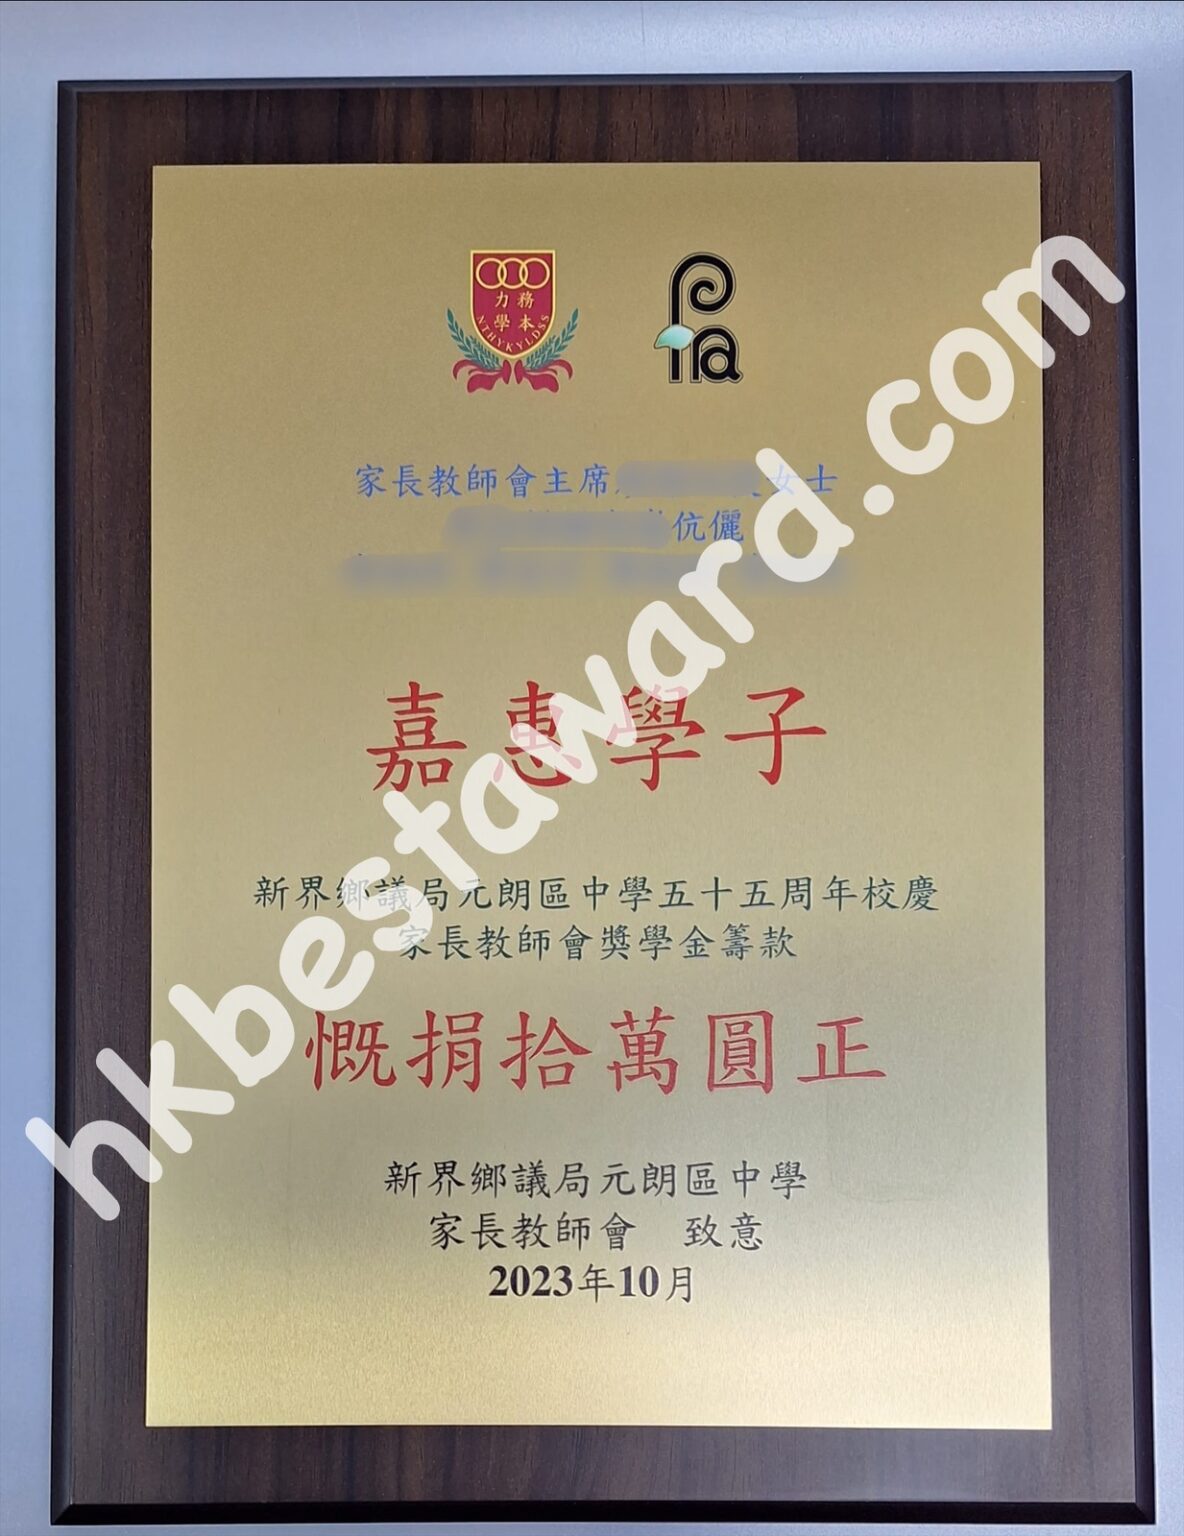 力務
學本
NTHYKYLDSS
Pta
家長教師會主席 女士
伉儷
嘉惠學子
新界鄉議局元朗區中學五十五周年校慶
家長教師會獎學金籌款
慨捐拾萬圓正
新界鄉議局元朗區中學
家長教師會 致意
2023年10月
hkbestaward.com